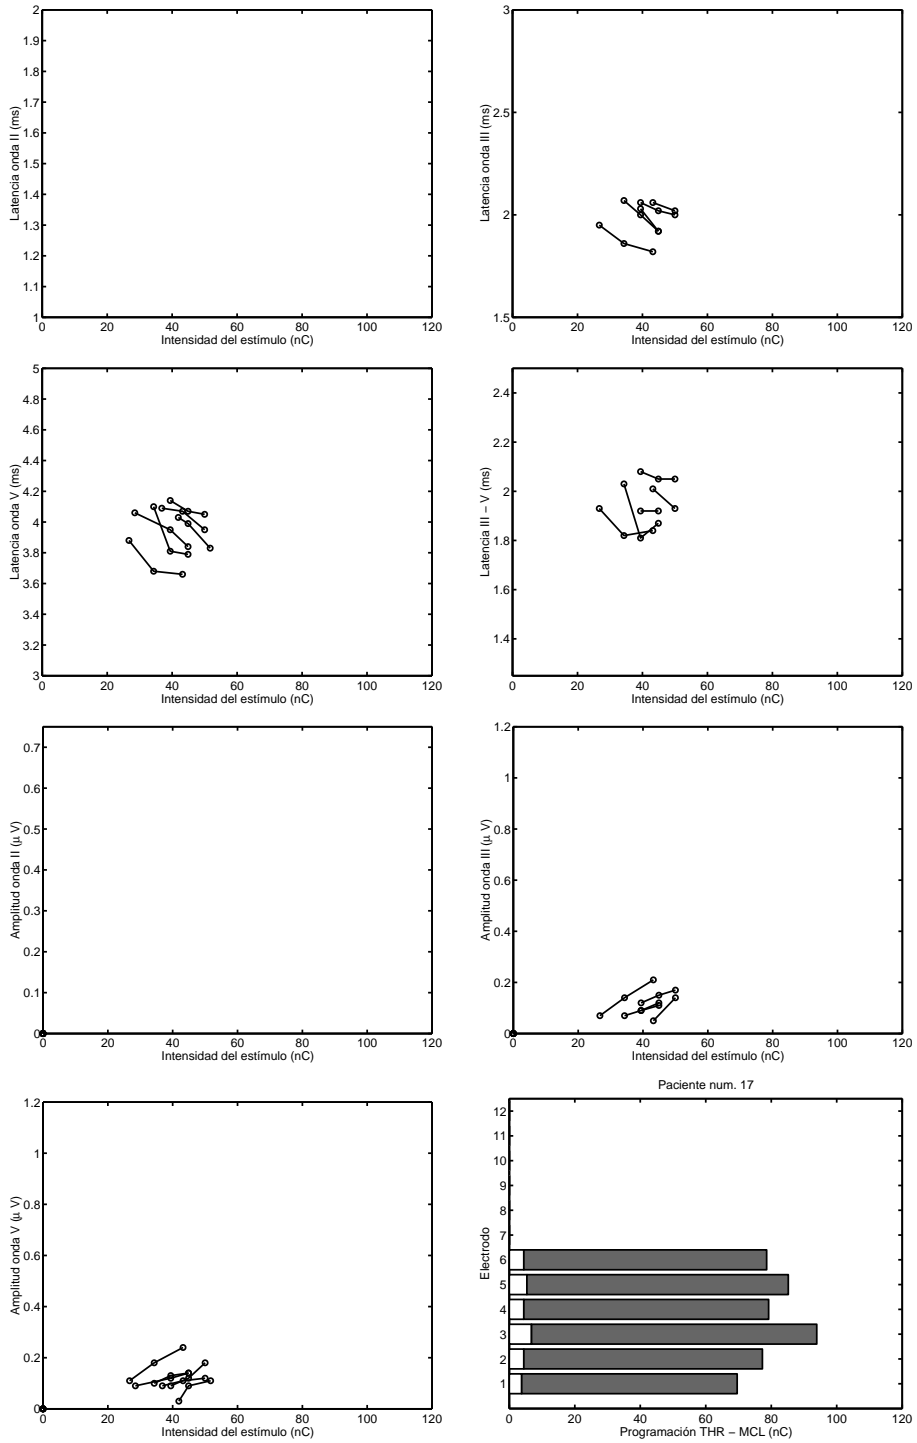 2
1.9
1.8
1.7
1.6
1.5
1.4
1.3
1.2
1.1
1
Latencia onda II (ms)
0 20 40 60 80 100 120
Intensidad del estímulo (nC)
3
2.5
2
1.5
Latencia onda III (ms)
0 20 40 60 80 100 120
Intensidad del estímulo (nC)
5
4.8
4.6
4.4
4.2
4
3.8
3.6
3.4
3.2
3
Latencia onda V (ms)
0 20 40 60 80 100 120
Intensidad del estímulo (nC)
2.4
2.2
2
1.8
1.6
1.4
Latencia III – V (ms)
0 20 40 60 80 100 120
Intensidad del estímulo (nC)
0.7
0.6
0.5
0.4
0.3
0.2
0.1
0
Amplitud onda II (μ V)
0 20 40 60 80 100 120
Intensidad del estímulo (nC)
1.2
1
0.8
0.6
0.4
0.2
0
Amplitud onda III (μ V)
0 20 40 60 80 100 120
Intensidad del estímulo (nC)
1.2
1
0.8
0.6
0.4
0.2
0
Amplitud onda V (μ V)
0 20 40 60 80 100 120
Intensidad del estímulo (nC)
Paciente num. 17
12
11
10
9
8
7
6
5
4
3
2
1
Electrodo
0 20 40 60 80 100 120
Programación THR – MCL (nC)